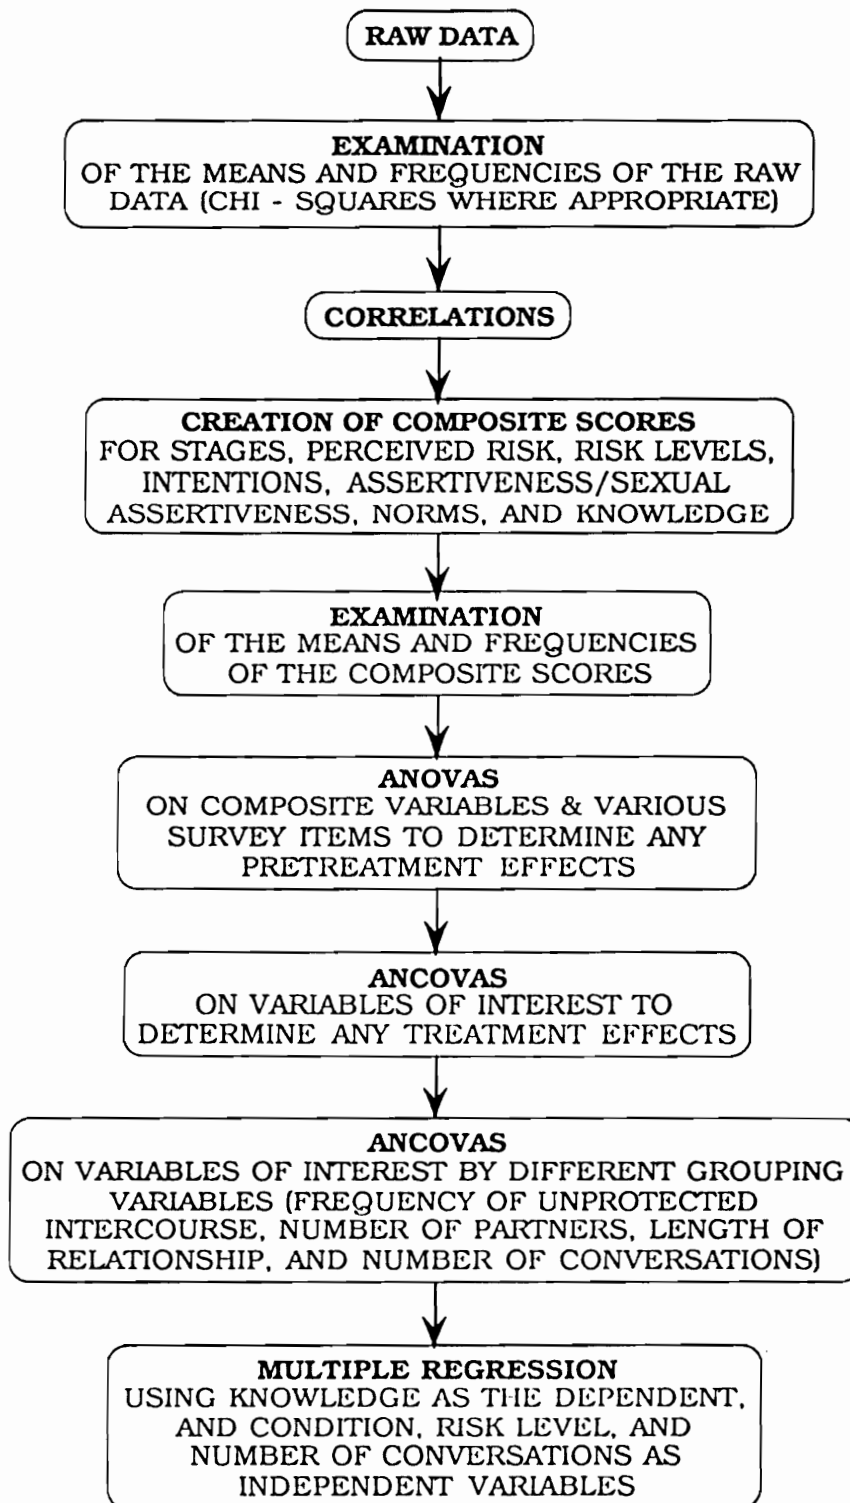 RAW DATA
EXAMINATION
OF THE MEANS AND FREQUENCIES OF THE RAW
DATA (CHI - SQUARES WHERE APPROPRIATE)
CORRELATIONS
CREATION OF COMPOSITE SCORES
FOR STAGES, PERCEIVED RISK, RISK LEVELS,
INTENTIONS, ASSERTIVENESS/SEXUAL
ASSERTIVENESS, NORMS, AND KNOWLEDGE
EXAMINATION
OF THE MEANS AND FREQUENCIES
OF THE COMPOSITE SCORES
ANOVAS
ON COMPOSITE VARIABLES & VARIOUS
SURVEY ITEMS TO DETERMINE ANY
PRETREATMENT EFFECTS
ANCOVAS
ON VARIABLES OF INTEREST TO
DETERMINE ANY TREATMENT EFFECTS
ANCOVAS
ON VARIABLES OF INTEREST BY DIFFERENT GROUPING
VARIABLES (FREQUENCY OF UNPROTECTED
INTERCOURSE, NUMBER OF PARTNERS, LENGTH OF
RELATIONSHIP, AND NUMBER OF CONVERSATIONS)
MULTIPLE REGRESSION
USING KNOWLEDGE AS THE DEPENDENT,
AND CONDITION, RISK LEVEL, AND
NUMBER OF CONVERSATIONS AS
INDEPENDENT VARIABLES